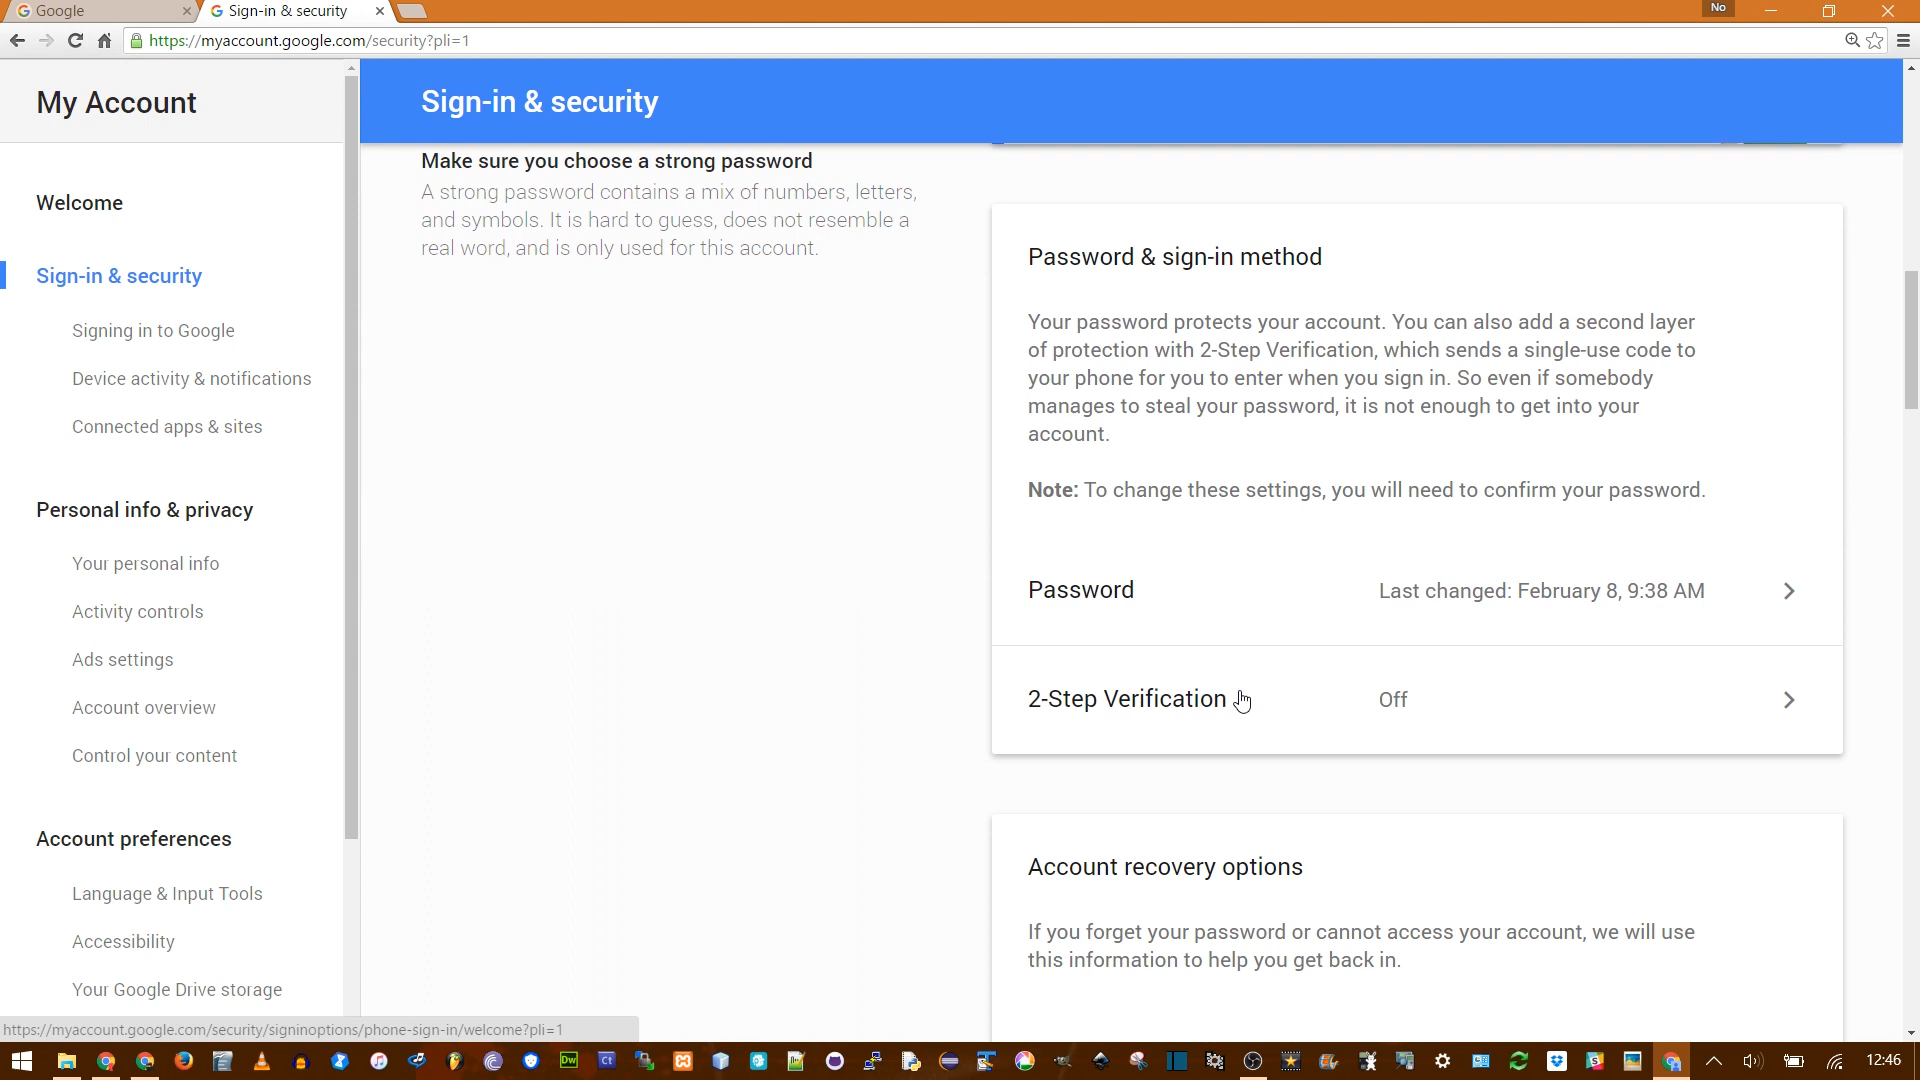 Google
Sign-in & security
No
https://myaccount.google.com/security?pli=1
My Account
Welcome
Sign-in & security
Signing in to Google
Device activity & notifications
Connected apps & sites
Personal info & privacy
Your personal info
Activity controls
Ads settings
Account overview
Control your content
Account preferences
Language & Input Tools
Accessibility
Your Google Drive storage
Sign-in & security
Make sure you choose a strong password
A strong password contains a mix of numbers, letters,
and symbols. It is hard to guess, does not resemble a
real word, and is only used for this account.
Password & sign-in method
Your password protects your account. You can also add a second layer
of protection with 2-Step Verification, which sends a single-use code to
your phone for you to enter when you sign in. So even if somebody
manages to steal your password, it is not enough to get into your
account.
Note: To change these settings, you will need to confirm your password.
Password Last changed: February 8, 9:38 AM
2-Step Verification Off
Account recovery options
If you forget your password or cannot access your account, we will use
this information to help you get back in.
https://myaccount.google.com/security/signinoptions/phone-sign-in/welcome?pli=1
Dw
Ct
12:46